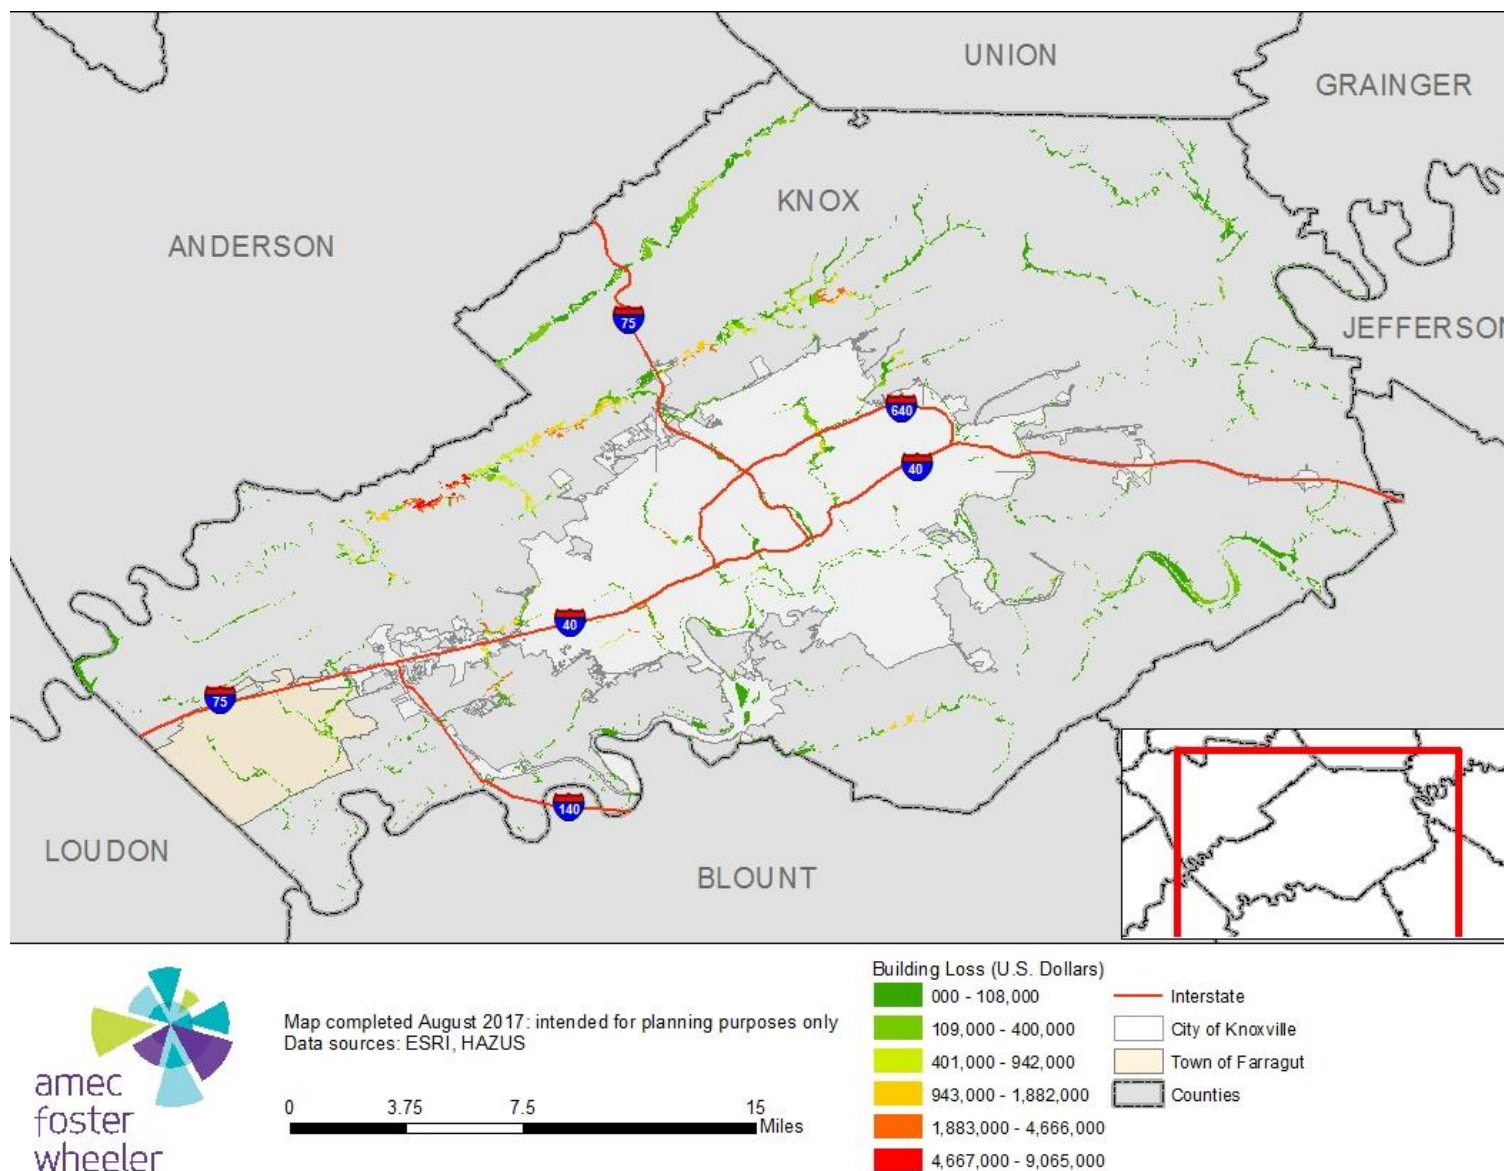 UNION
GRAINGER
KNOX
ANDERSON
75
JEFFERSON
640
40
40
75
140
LOUDON
BLOUNT
Building Loss (U.S. Dollars)
000 - 108,000
Interstate
109,000 - 400,000
City of Knoxville
401,000 - 942,000
Town of Farragut
943,000 - 1,882,000
Counties
1,883,000 - 4,666,000
4,667,000 - 9,065,000
Map completed August 2017: intended for planning purposes only
Data sources: ESRI, HAZUS
0 3.75 7.5 15
Miles
amec
foster
wheeler